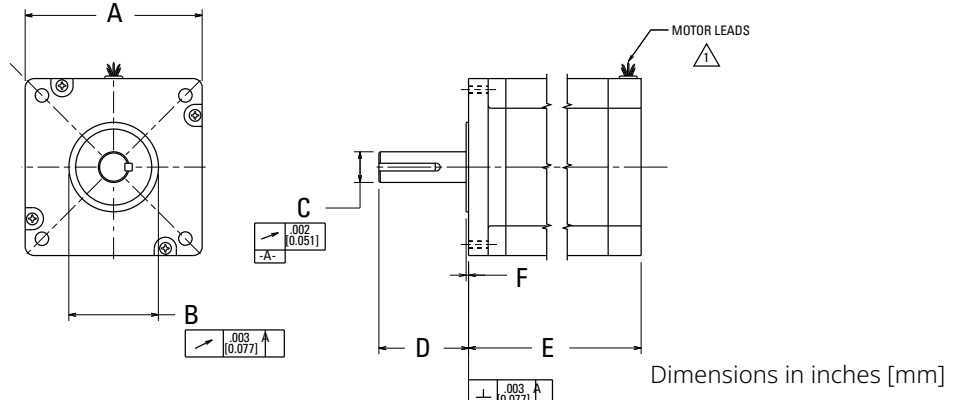 A
MOTOR LEADS
1
C
.002
[0.051]
-A-
F
B
.003 A
[0.077]
D
E
.003 A
[0.077]
Dimensions in inches [mm]